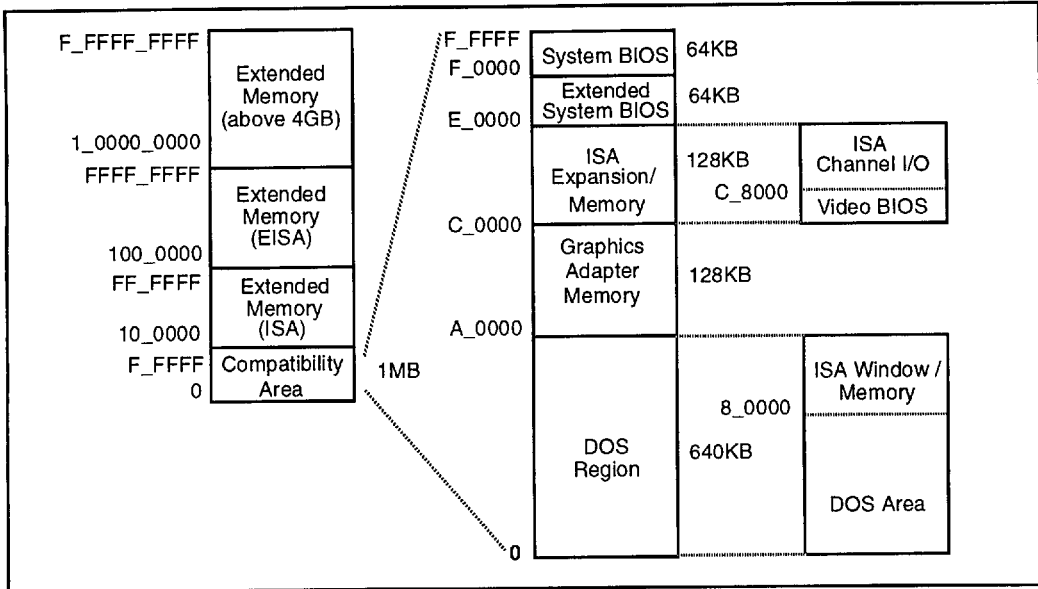 F_FFFF_FFFF
Extended
Memory
(above 4GB)
1_0000_0000
FFFF_FFFF
Extended
Memory
(EISA)
100_0000
FF_FFFF
Extended
Memory
(ISA)
10_0000
F_FFFF
Compatibility
Area
0
1MB
F_FFFF
System BIOS
64KB
F_0000
Extended
System BIOS
64KB
E_0000
ISA
Expansion/
Memory
128KB
C_8000
ISA
Channel I/O
Video BIOS
C_0000
Graphics
Adapter
Memory
128KB
A_0000
DOS
Region
640KB
0
ISA Window /
Memory
8_0000
DOS Area